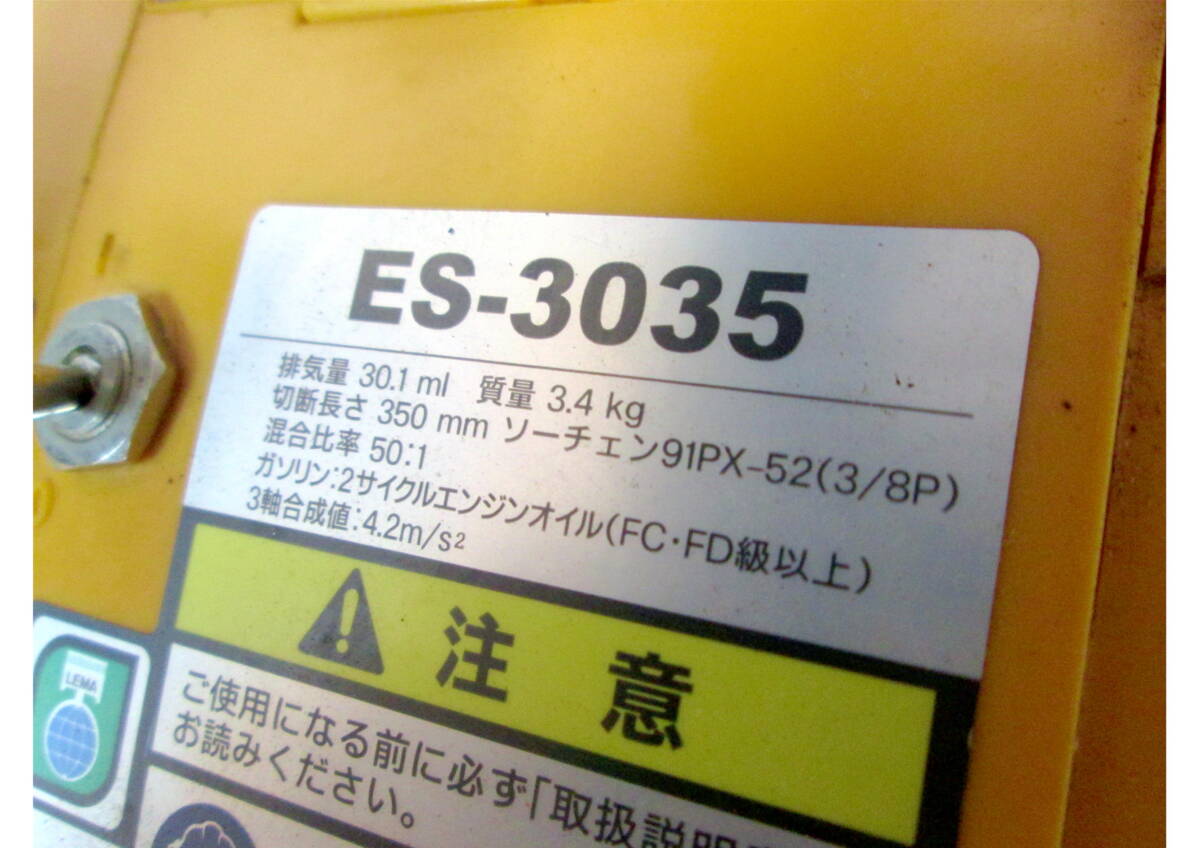 ES-3035
排気量 30.1 ml 質量 3.4 kg
切断長さ 350 mm ソーチェン91PX-52(3/8P)
混合比率 50:1
ガソリン:2サイクルエンジンオイル(FC・FD級以上)
3軸合成値:4.2m/s²
注意
LEMA
ご使用になる前に必ず「取扱説明
お読みください。